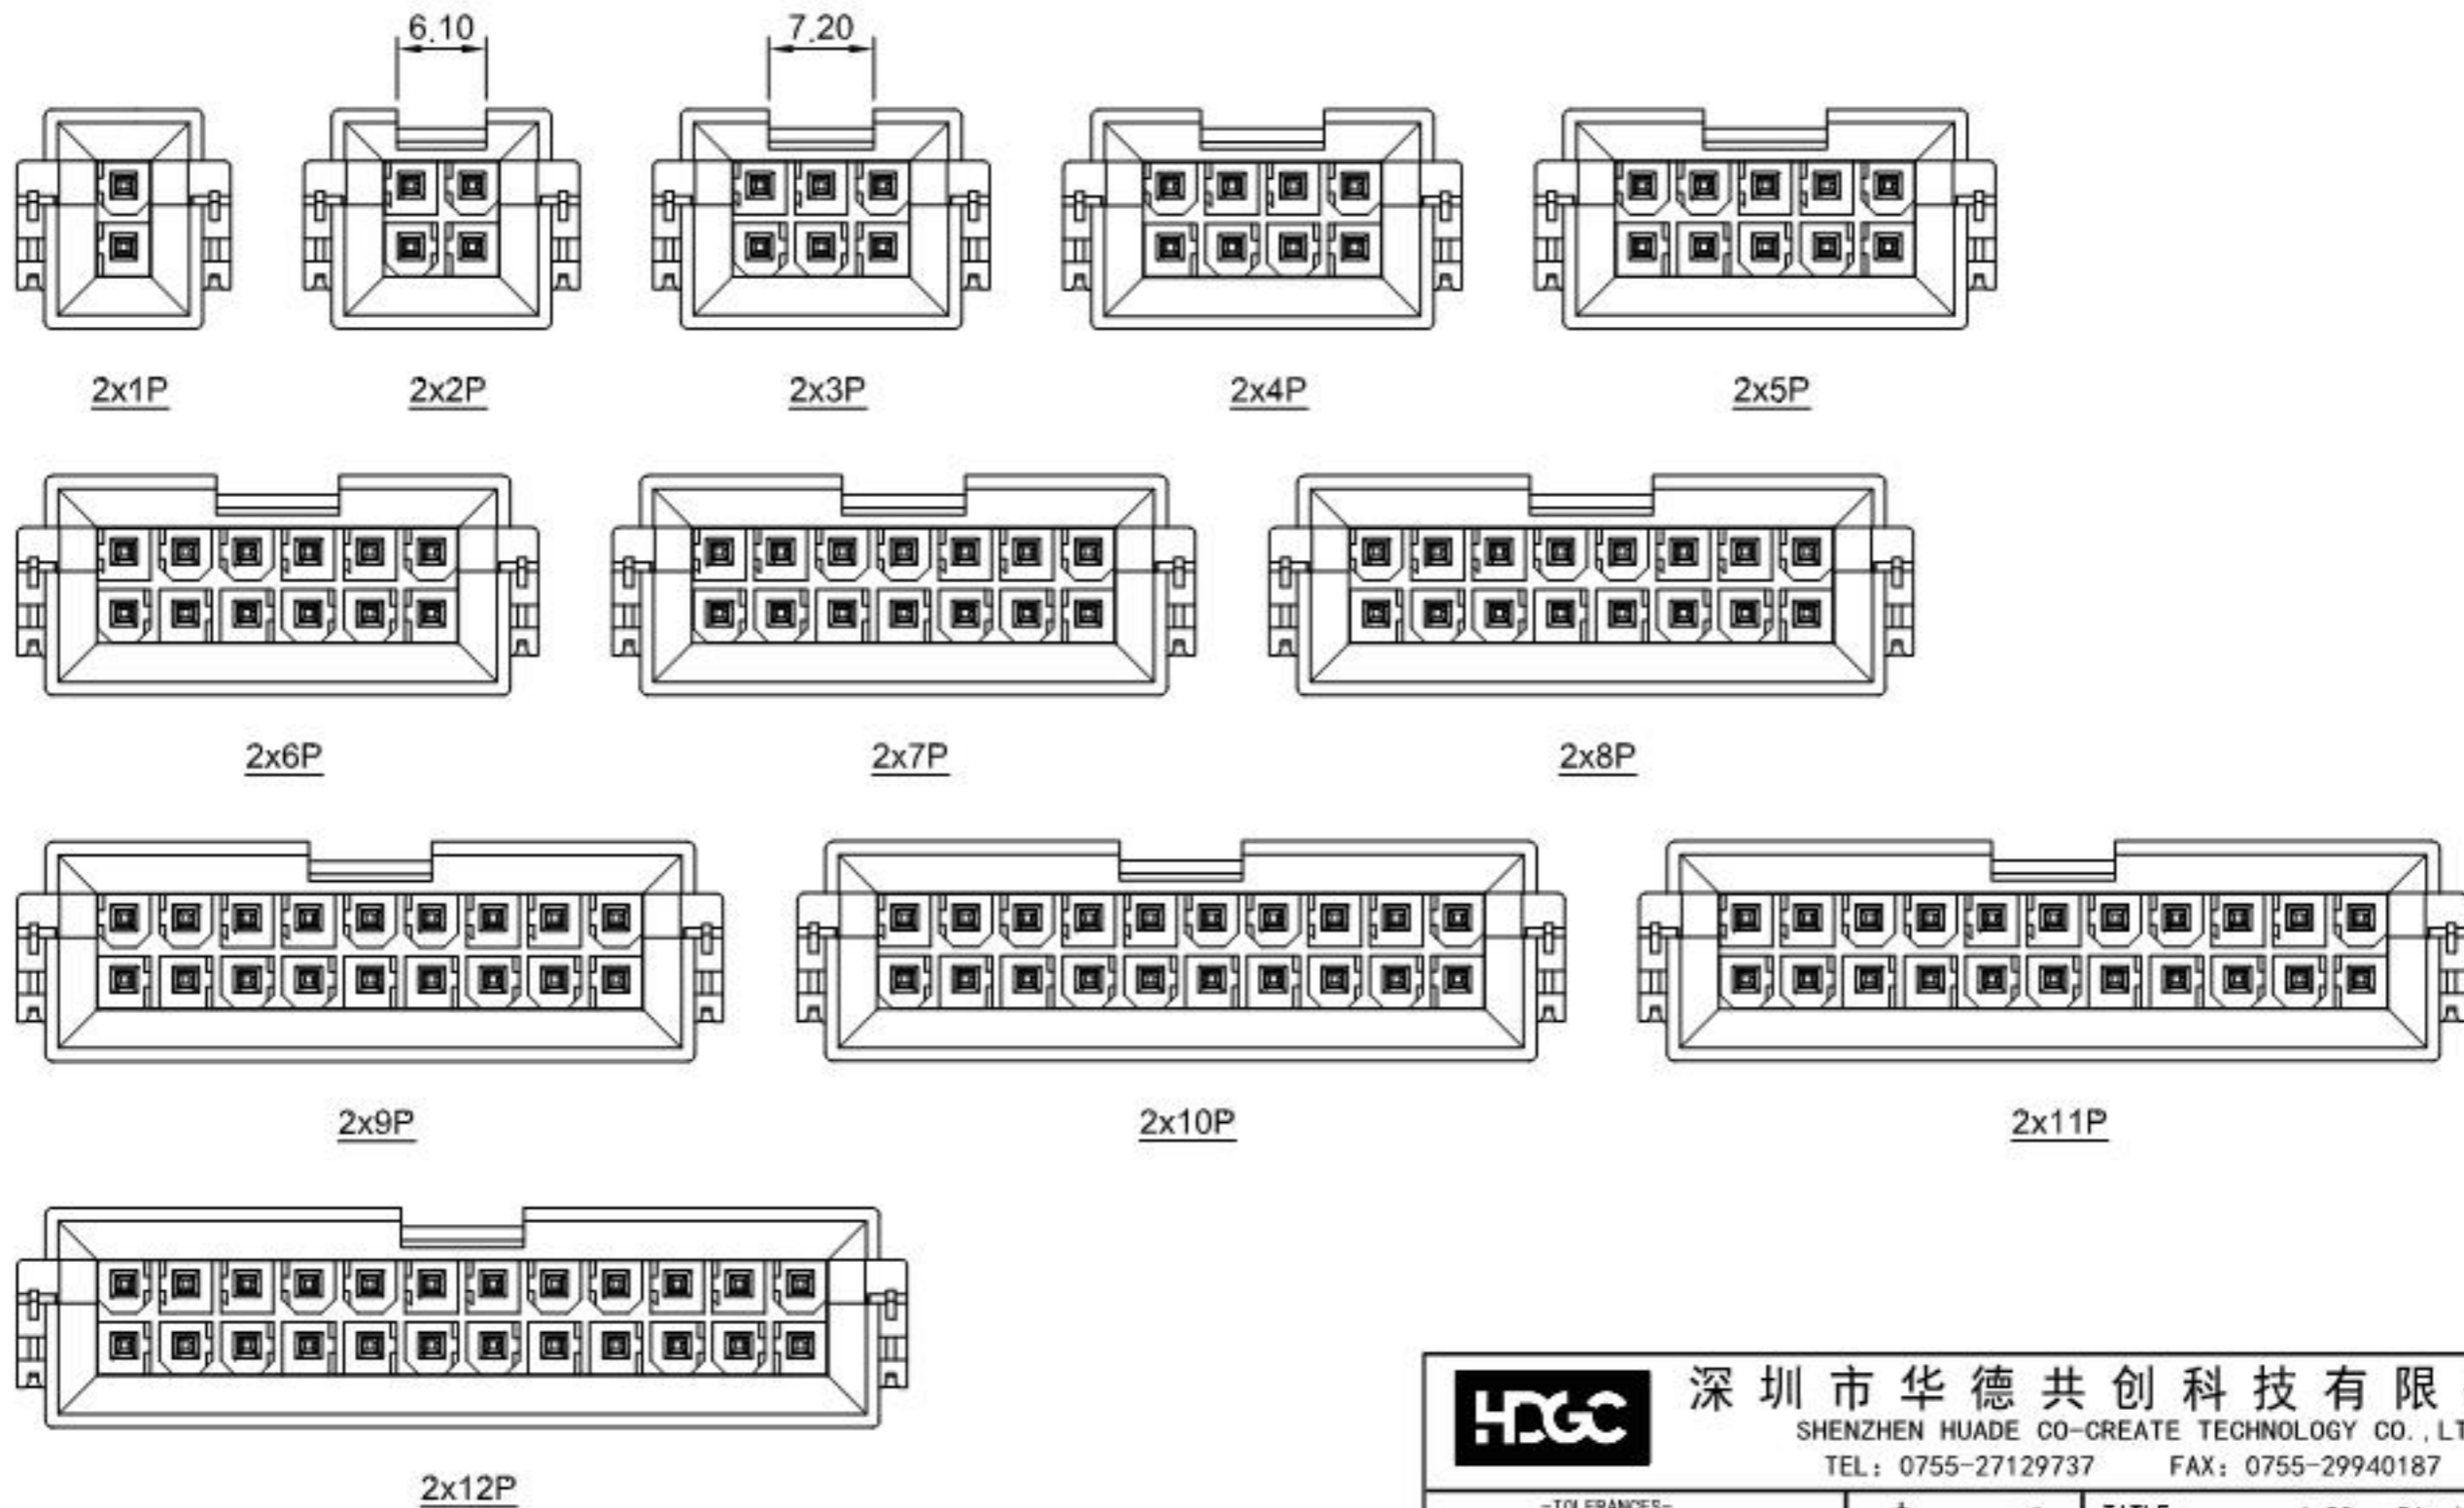 6.10 7.20
2x1P 2x2P 2x3P 2x4P 2x5P
2x6P 2x7P 2x8P
2x9P 2x10P 2x11P
2x12P
HDGC
深圳市华德共创科技有限
SHENZHEN HUADE CO-CREATE TECHNOLOGY CO.,LT
TEL: 0755-27129737 FAX: 0755-29940187
-TOLERANCES- TITLE